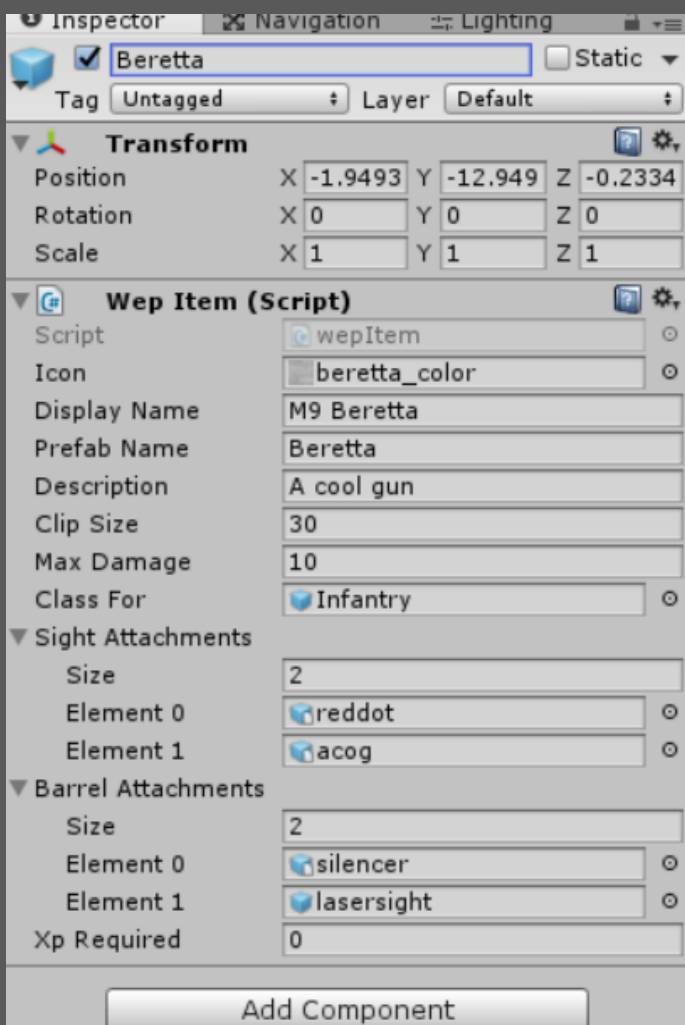 Inspector Navigation Lighting
Beretta Static
Tag Untagged Layer Default
Transform
Position X -1.9493 Y -12.949 Z -0.2334
Rotation X 0 Y 0 Z 0
Scale X 1 Y 1 Z 1
Wep Item (Script)
Script wepItem
Icon beretta_color
Display Name M9 Beretta
Prefab Name Beretta
Description A cool gun
Clip Size 30
Max Damage 10
Class For Infantry
Sight Attachments
Size 2
Element 0 reddot
Element 1 acog
Barrel Attachments
Size 2
Element 0 silencer
Element 1 lasersight
Xp Required 0
Add Component